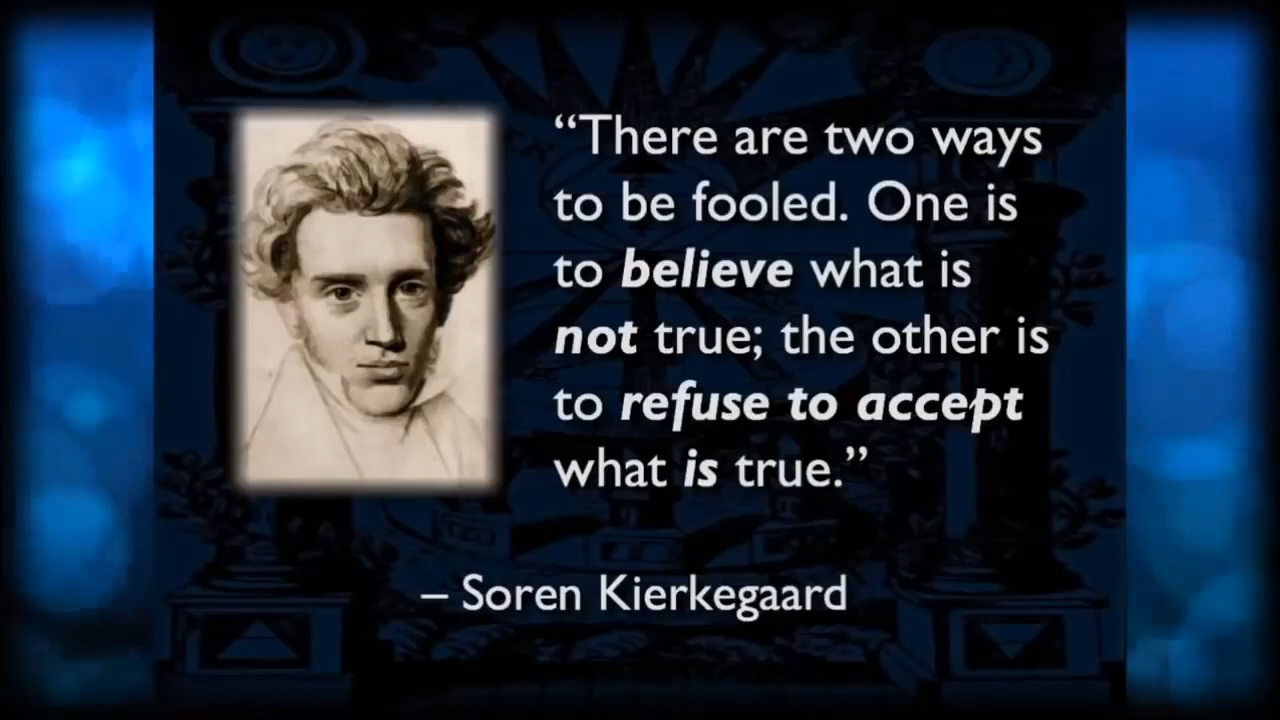 “There are two ways
to be fooled. One is
to believe what is
not true; the other is
to refuse to accept
what is true.”
– Soren Kierkegaard